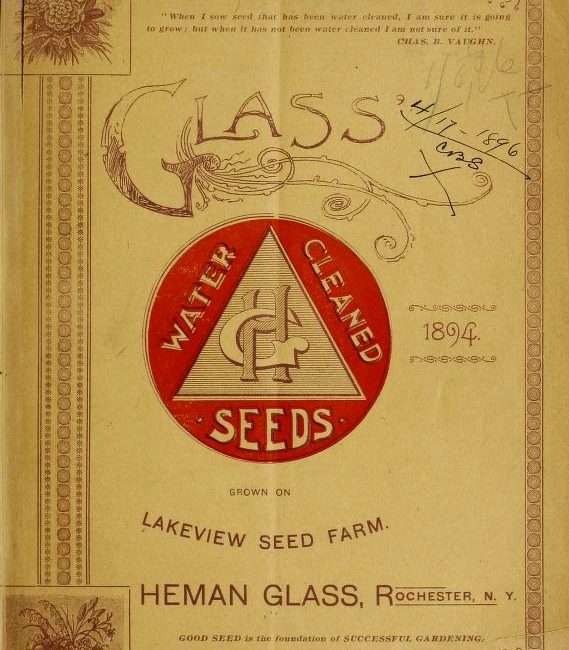 "When I sow seed that has been water cleaned, I am sure it is going
to grow; but when it has not been water cleaned I am not sure of it."
CHAS. B. VAUGHN.
GLASS'
4/17-1896
WATER CLEANED
HG
SEEDS
1894.
GROWN ON
LAKEVIEW SEED FARM.
HEMAN GLASS, ROCHESTER, N. Y.
GOOD SEED is the foundation of SUCCESSFUL GARDENING.